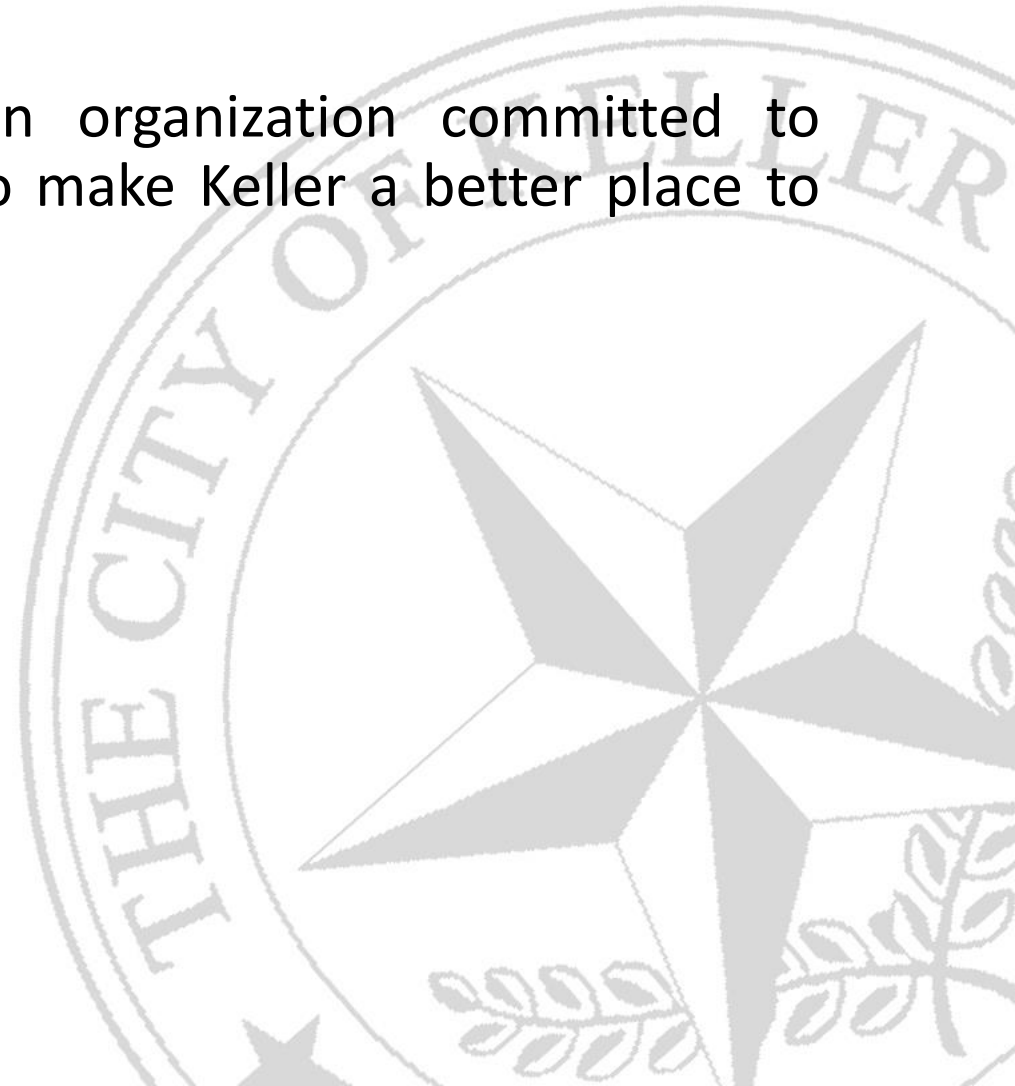 n organization committed to
make Keller a better place to
THE CITY OF KELLER